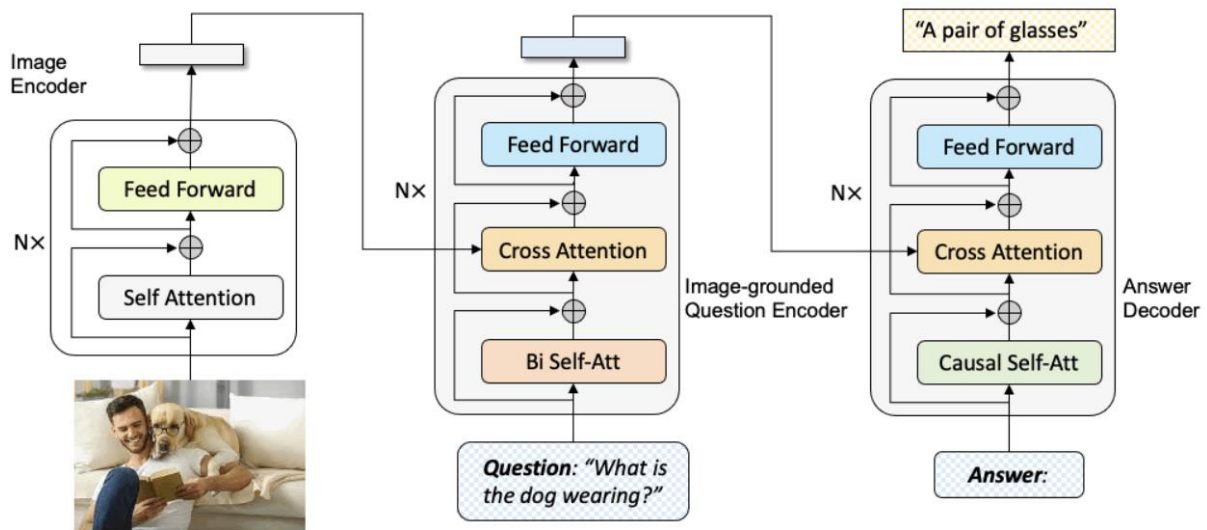 Image
Encoder
N×
Feed Forward
Self Attention
N×
Feed Forward
Cross Attention
Bi Self-Att
Image-grounded
Question Encoder
Question: “What is
the dog wearing?”
“A pair of glasses”
N×
Feed Forward
Cross Attention
Causal Self-Att
Answer
Decoder
Answer: